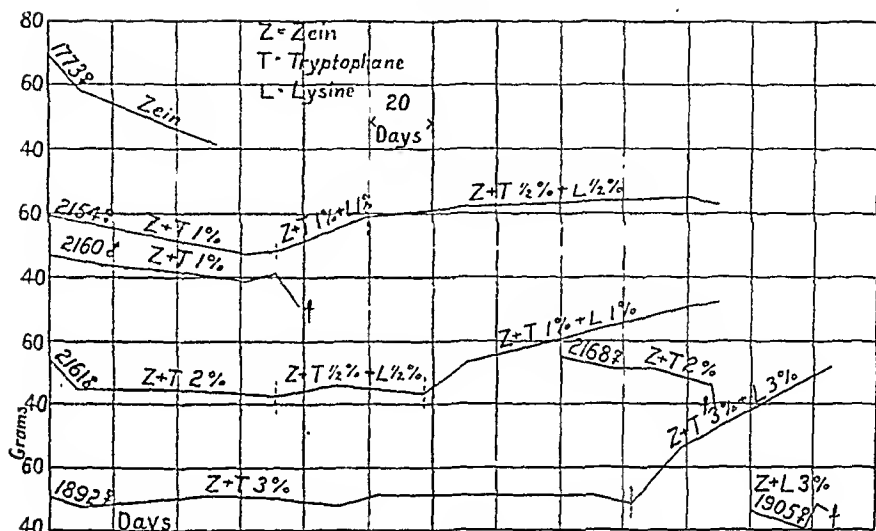 80
Z = Zein
T = Tryptophane
L = Lysine
1773♀
60
Zein
20
Days
40
Z+T ½% + L ½%
60
2154
Z+T 1%
Z+T 1% + L 1%
2160
Z+T 1%
40
Z+T 1% + L 1%
60
2161
Z+T 2%
Z+T ½% + L ½%
2168♀
Z+T 2%
40
Z+T 3% + L 3%
Grams
60
Z+L 3%
1892
Z+T 3%
1905
40
Days